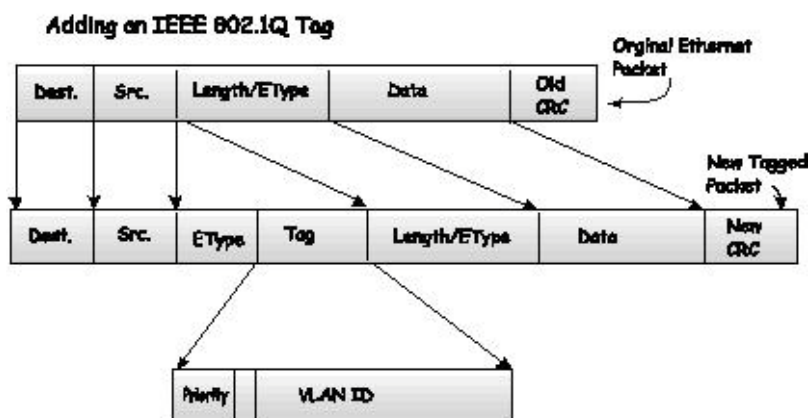 Adding an IEEE 802.1Q Tag
Orginal Ethernet
Packet
Dest. Src. Length/EType Data Old
CRC
New Tagged
Packet
Dest. Src. EType Tag Length/EType Data New
CRC
Priority VLAN ID